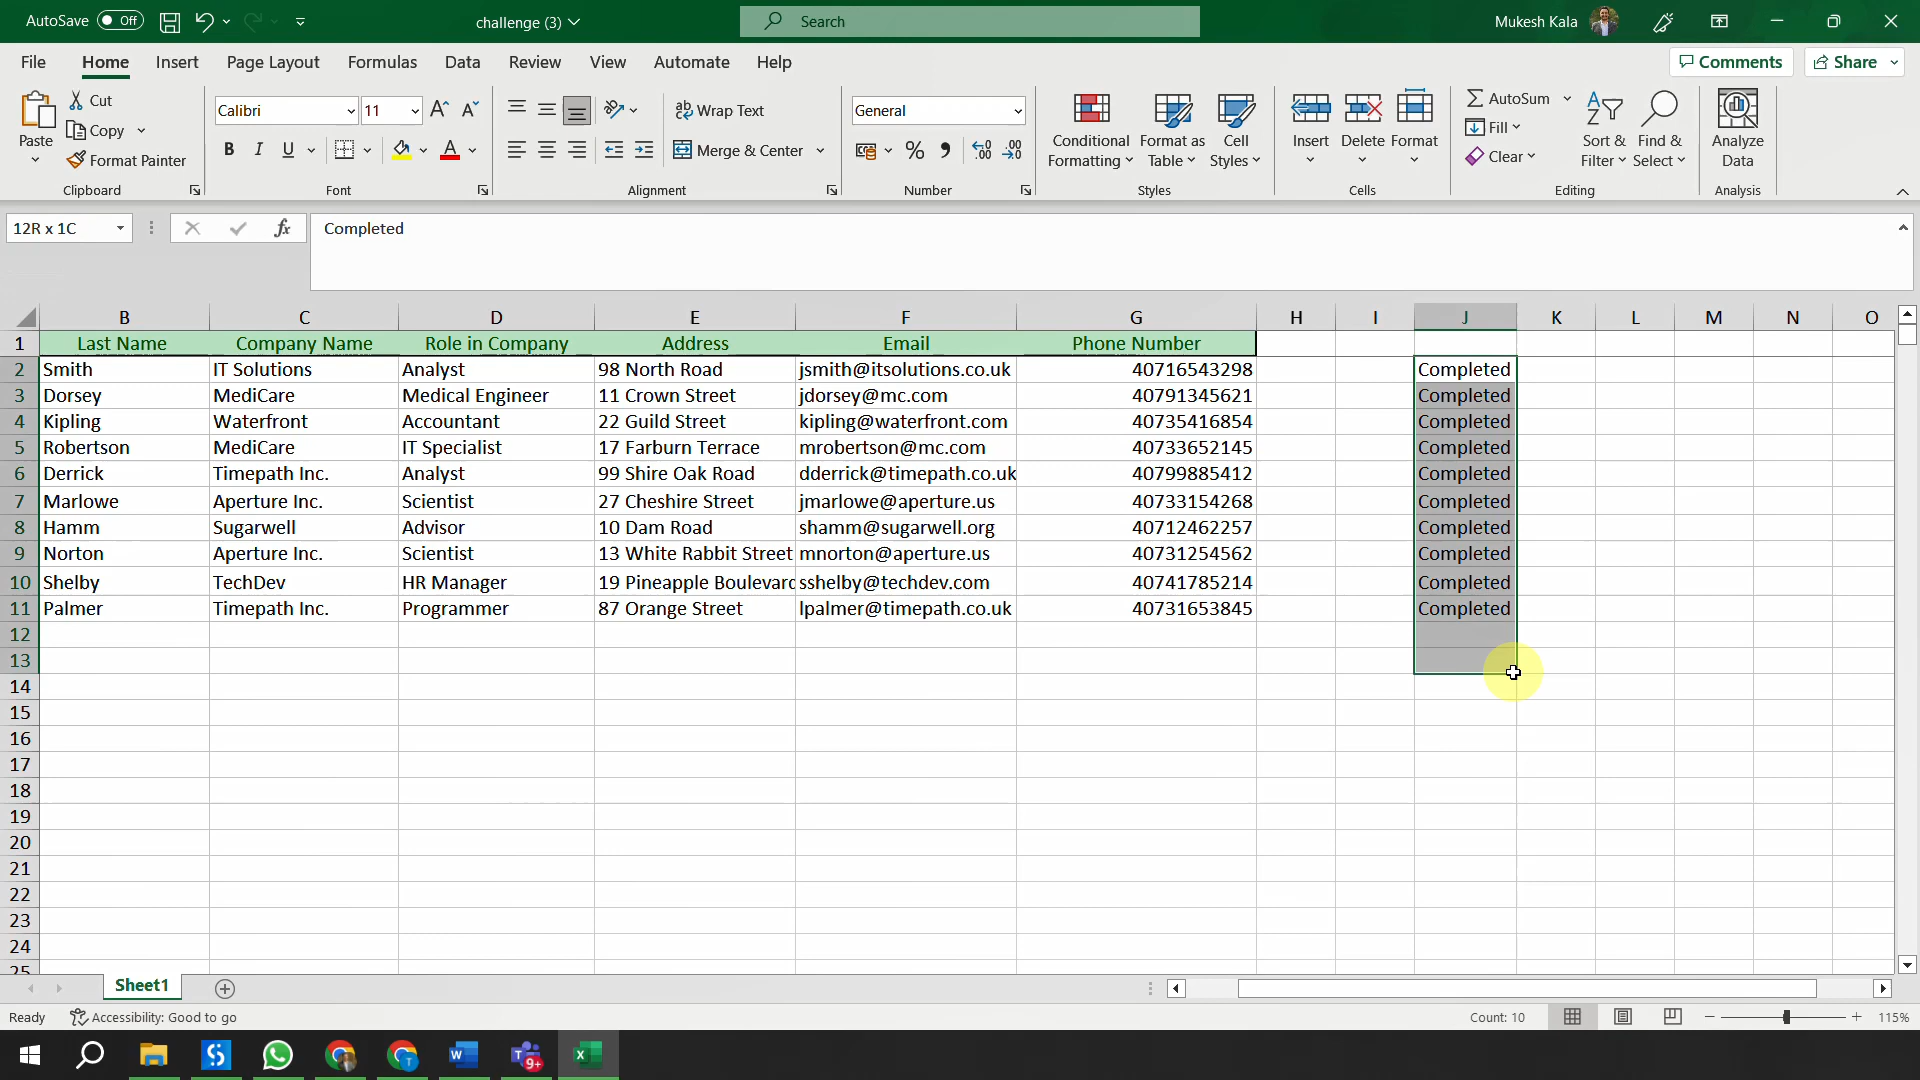 AutoSave Off challenge (3) Search Mukesh Kala
File Home Insert Page Layout Formulas Data Review View Automate Help Comments Share
Paste Cut Copy Format Painter Clipboard
Calibri 11 B I U Font
Wrap Text Merge & Center Alignment
General % Number
Conditional Formatting Format as Table Cell Styles Styles
Insert Delete Format Cells
AutoSum Fill Clear Sort & Filter Find & Select Editing
Analyze Data Analysis
12R x 1C fx Completed
B C D E F G H I J K L M N O
1 Last Name Company Name Role in Company Address Email Phone Number
2 Smith IT Solutions Analyst 98 North Road jsmith@itsolutions.co.uk 40716543298 Completed
3 Dorsey MediCare Medical Engineer 11 Crown Street jdorsey@mc.com 40791345621 Completed
4 Kipling Waterfront Accountant 22 Guild Street kipling@waterfront.com 40735416854 Completed
5 Robertson MediCare IT Specialist 17 Farburn Terrace mrobertson@mc.com 40733652145 Completed
6 Derrick Timepath Inc. Analyst 99 Shire Oak Road dderrick@timepath.co.uk 40799885412 Completed
7 Marlowe Aperture Inc. Scientist 27 Cheshire Street jmarlowe@aperture.us 40733154268 Completed
8 Hamm Sugarwell Advisor 10 Dam Road shamm@sugarwell.org 40712462257 Completed
9 Norton Aperture Inc. Scientist 13 White Rabbit Street mnorton@aperture.us 40731254562 Completed
10 Shelby TechDev HR Manager 19 Pineapple Boulevarc sshelby@techdev.com 40741785214 Completed
11 Palmer Timepath Inc. Programmer 87 Orange Street lpalmer@timepath.co.uk 40731653845 Completed
12
13
14
15
16
17
18
19
20
21
22
23
24
25
Sheet1
Ready Accessibility: Good to go Count: 10 115%
9+